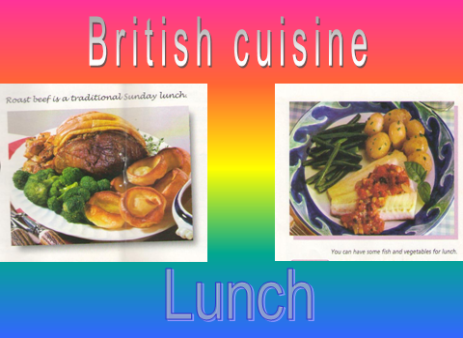 British cuisine
Roast beef is a traditional Sunday lunch.
You can have some fish and vegetables for lunch.
Lunch